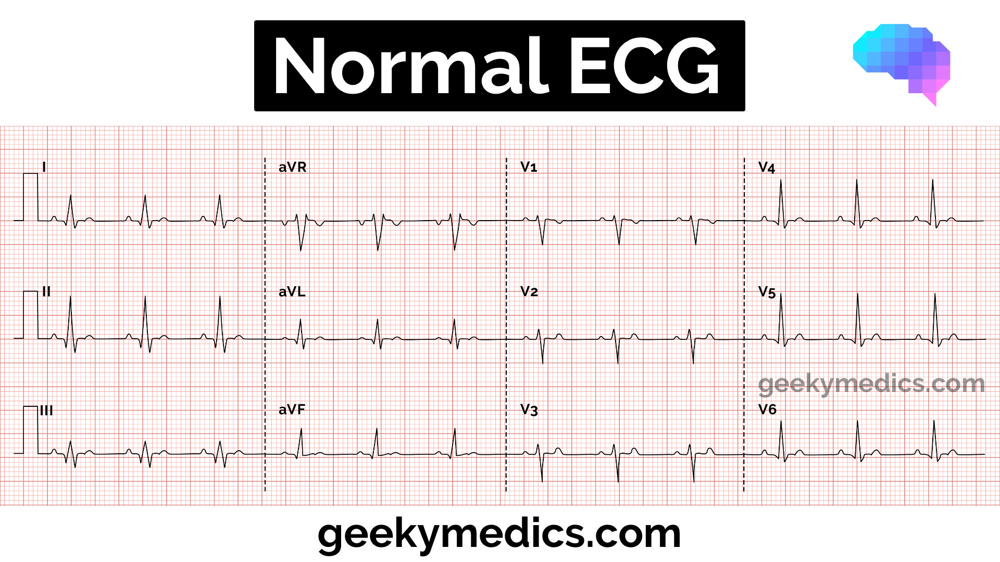 Normal ECG
I
aVR
V1
V4
II
aVL
V2
V5
geekymedics.com
III
aVF
V3
V6
geekymedics.com